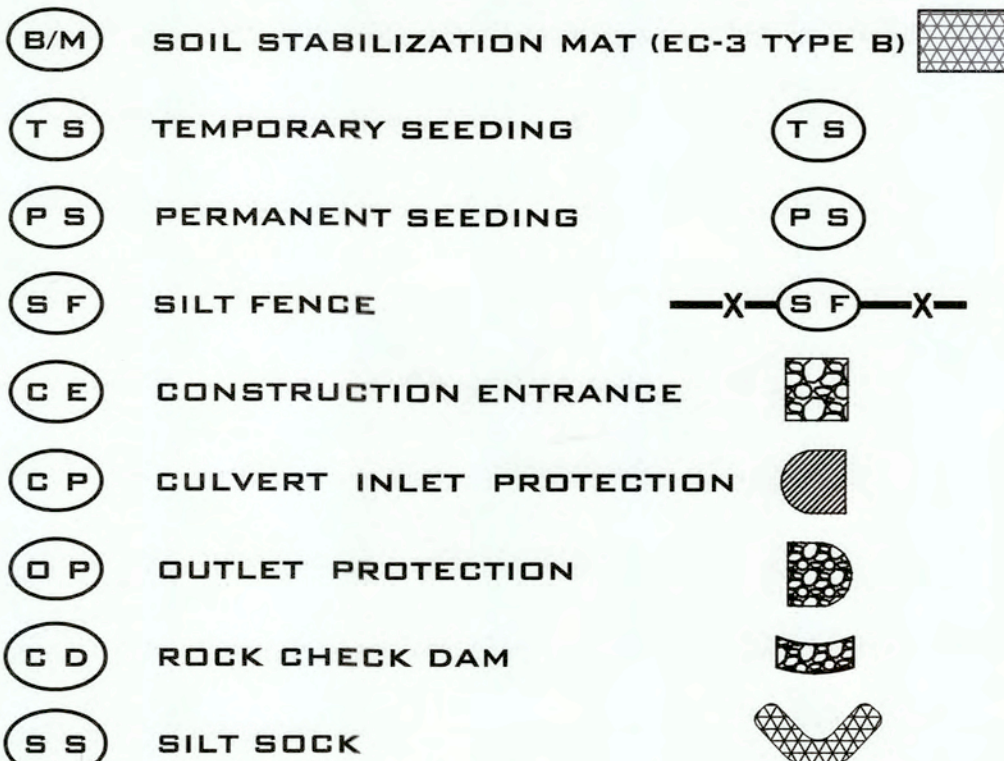 B/M SOIL STABILIZATION MAT (EC-3 TYPE B)
T S TEMPORARY SEEDING T S
P S PERMANENT SEEDING P S
S F SILT FENCE X S F X
C E CONSTRUCTION ENTRANCE
C P CULVERT INLET PROTECTION
O P OUTLET PROTECTION
C D ROCK CHECK DAM
S S SILT SOCK